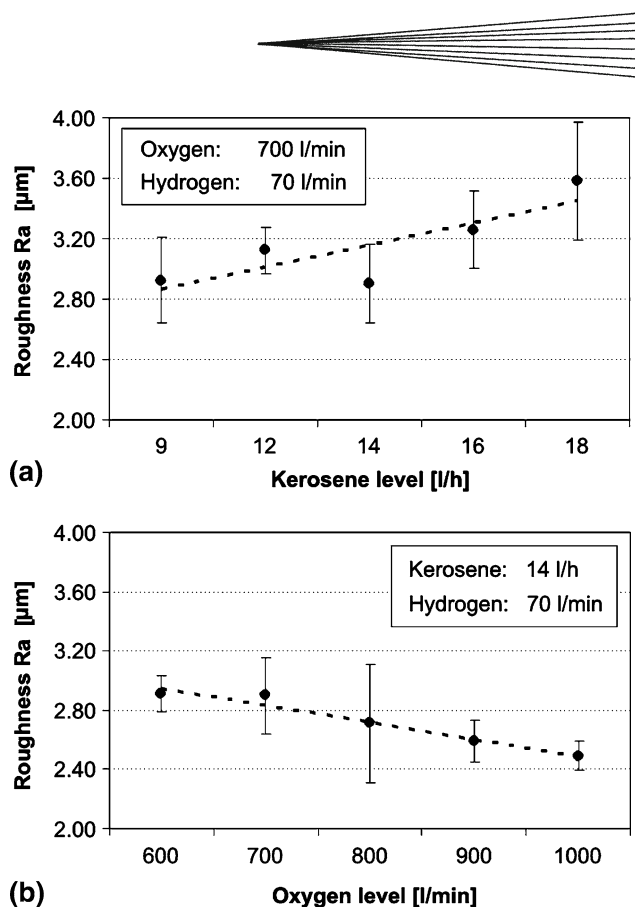 4.00
3.60
3.20
2.80
2.40
2.00
Roughness Ra [µm]
Oxygen: 700 l/min
Hydrogen: 70 l/min
9 12 14 16 18
Kerosene level [l/h]
(a)
4.00
3.60
3.20
2.80
2.40
2.00
Roughness Ra [µm]
Kerosene: 14 l/h
Hydrogen: 70 l/min
600 700 800 900 1000
Oxygen level [l/min]
(b)